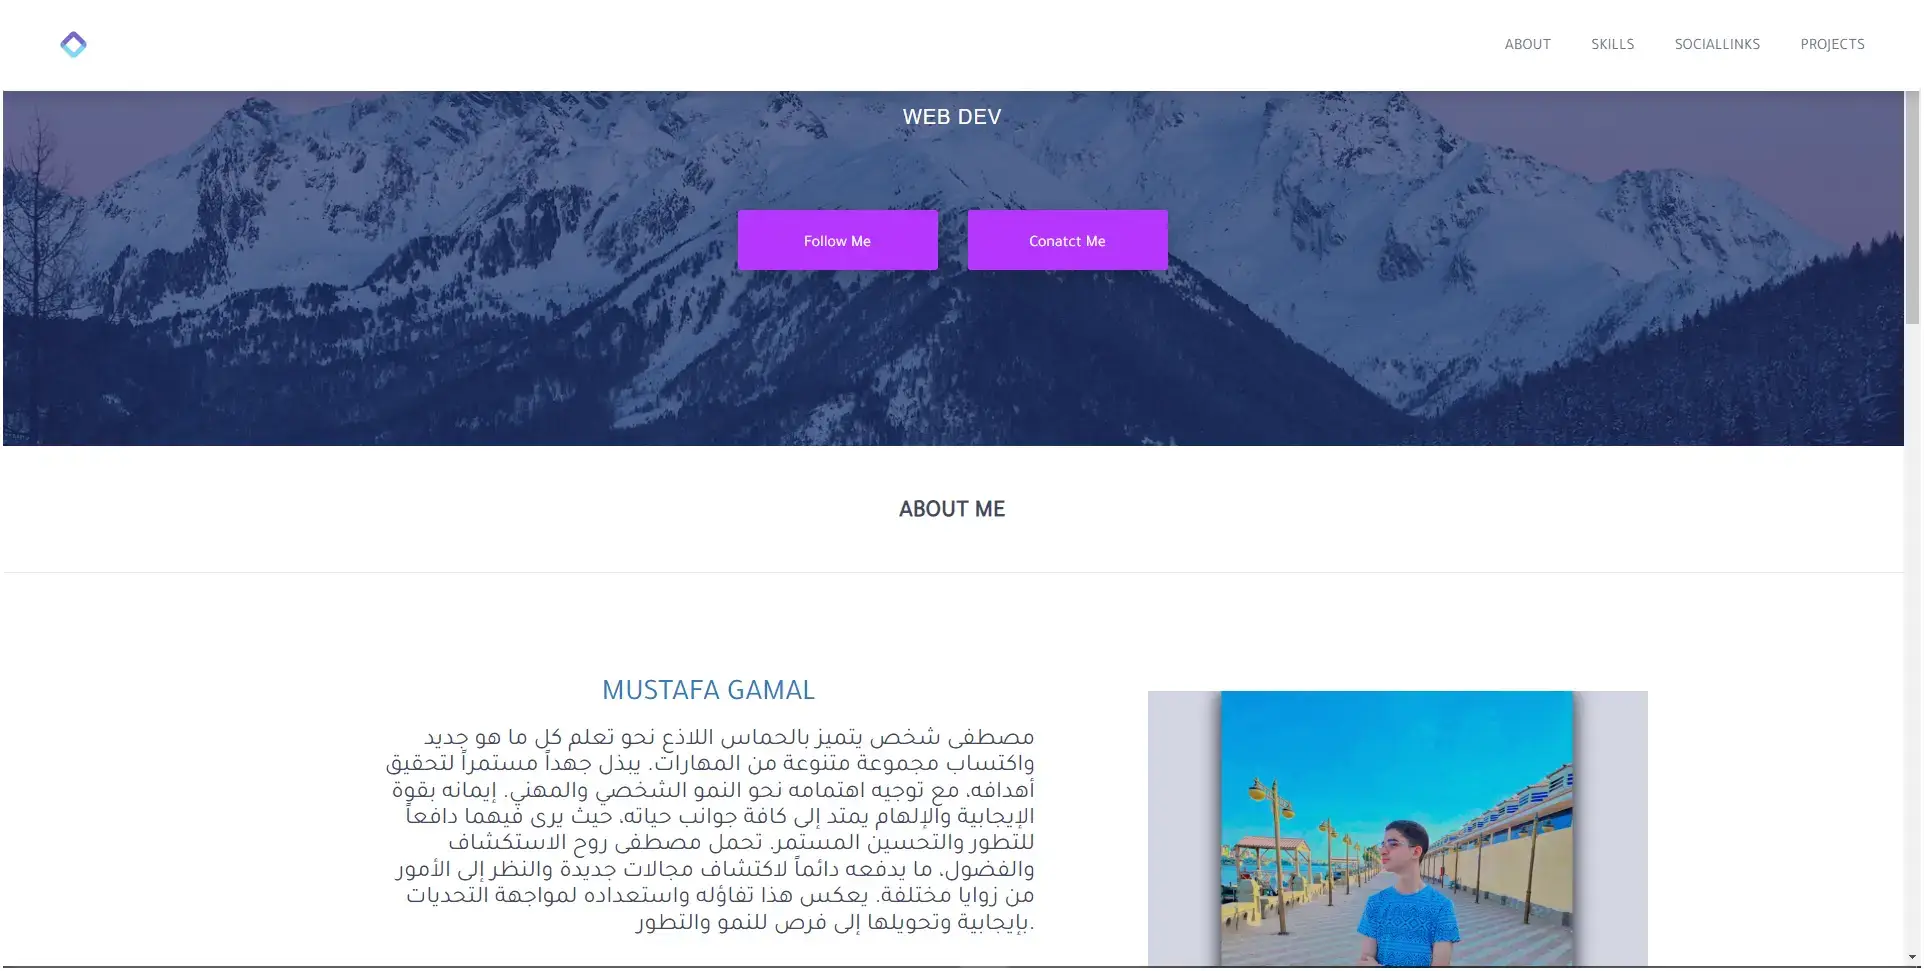 ABOUT
SKILLS
SOCIALLINKS
PROJECTS
WEB DEV
Follow Me
Conatct Me
ABOUT ME
MUSTAFA GAMAL
مصطفى شخص يتميز بالحماس اللاذع نحو تعلم كل ما هو جديد
واكتساب مجموعة متنوعة من المهارات. يبذل جهداً مستمراً لتحقيق
أهدافه، مع توجيه اهتمامه نحو النمو الشخصي والمهني. إيمانه بقوة
الإيجابية والإلهام يمتد إلى كافة جوانب حياته، حيث يرى فيهما دافعاً
للتطور والتحسين المستمر. تحمل مصطفى روح الاستكشاف
والفضول، ما يدفعه دائماً لاكتشاف مجالات جديدة والنظر إلى الأمور
من زوايا مختلفة. يعكس هذا تفاؤله واستعداده لمواجهة التحديات
.بإيجابية وتحويلها إلى فرص للنمو والتطور